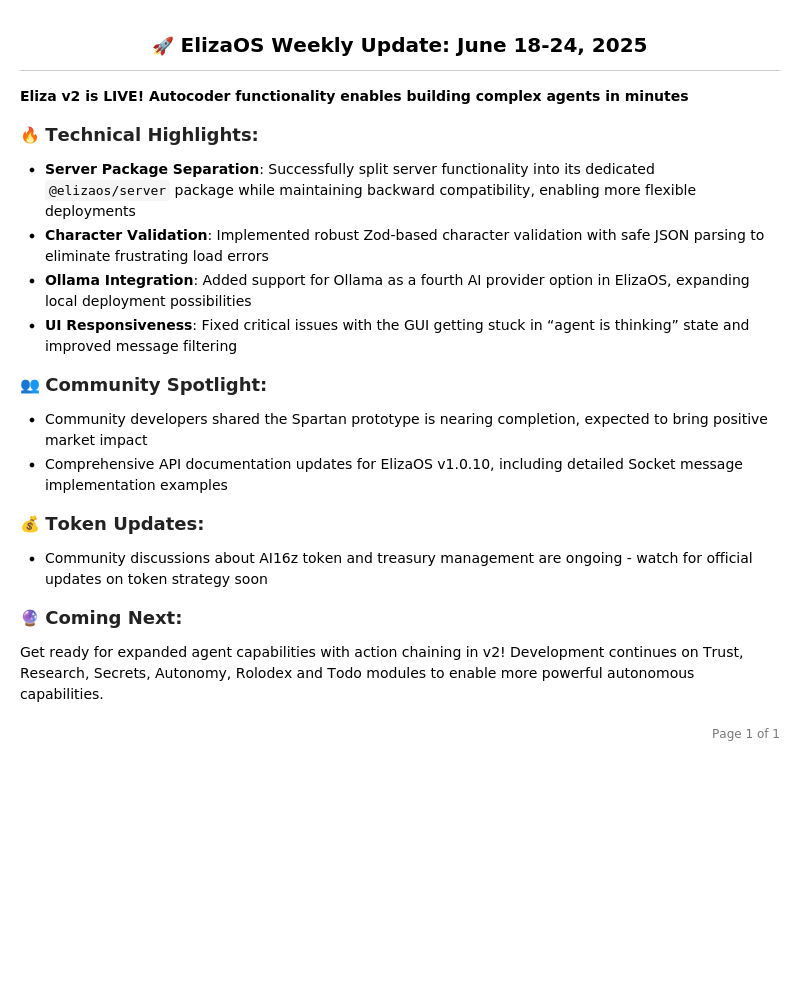 🚀 ElizaOS Weekly Update: June 18-24, 2025
Eliza v2 is LIVE! Autocoder functionality enables building complex agents in minutes
🔥 Technical Highlights:
• Server Package Separation: Successfully split server functionality into its dedicated
@elizaos/server package while maintaining backward compatibility, enabling more flexible
deployments
• Character Validation: Implemented robust Zod-based character validation with safe JSON parsing to
eliminate frustrating load errors
• Ollama Integration: Added support for Ollama as a fourth AI provider option in ElizaOS, expanding
local deployment possibilities
• UI Responsiveness: Fixed critical issues with the GUI getting stuck in “agent is thinking” state and
improved message filtering
👥 Community Spotlight:
• Community developers shared the Spartan prototype is nearing completion, expected to bring positive
market impact
• Comprehensive API documentation updates for ElizaOS v1.0.10, including detailed Socket message
implementation examples
💰 Token Updates:
• Community discussions about AI16z token and treasury management are ongoing - watch for official
updates on token strategy soon
🔮 Coming Next:
Get ready for expanded agent capabilities with action chaining in v2! Development continues on Trust,
Research, Secrets, Autonomy, Rolodex and Todo modules to enable more powerful autonomous
capabilities.
Page 1 of 1